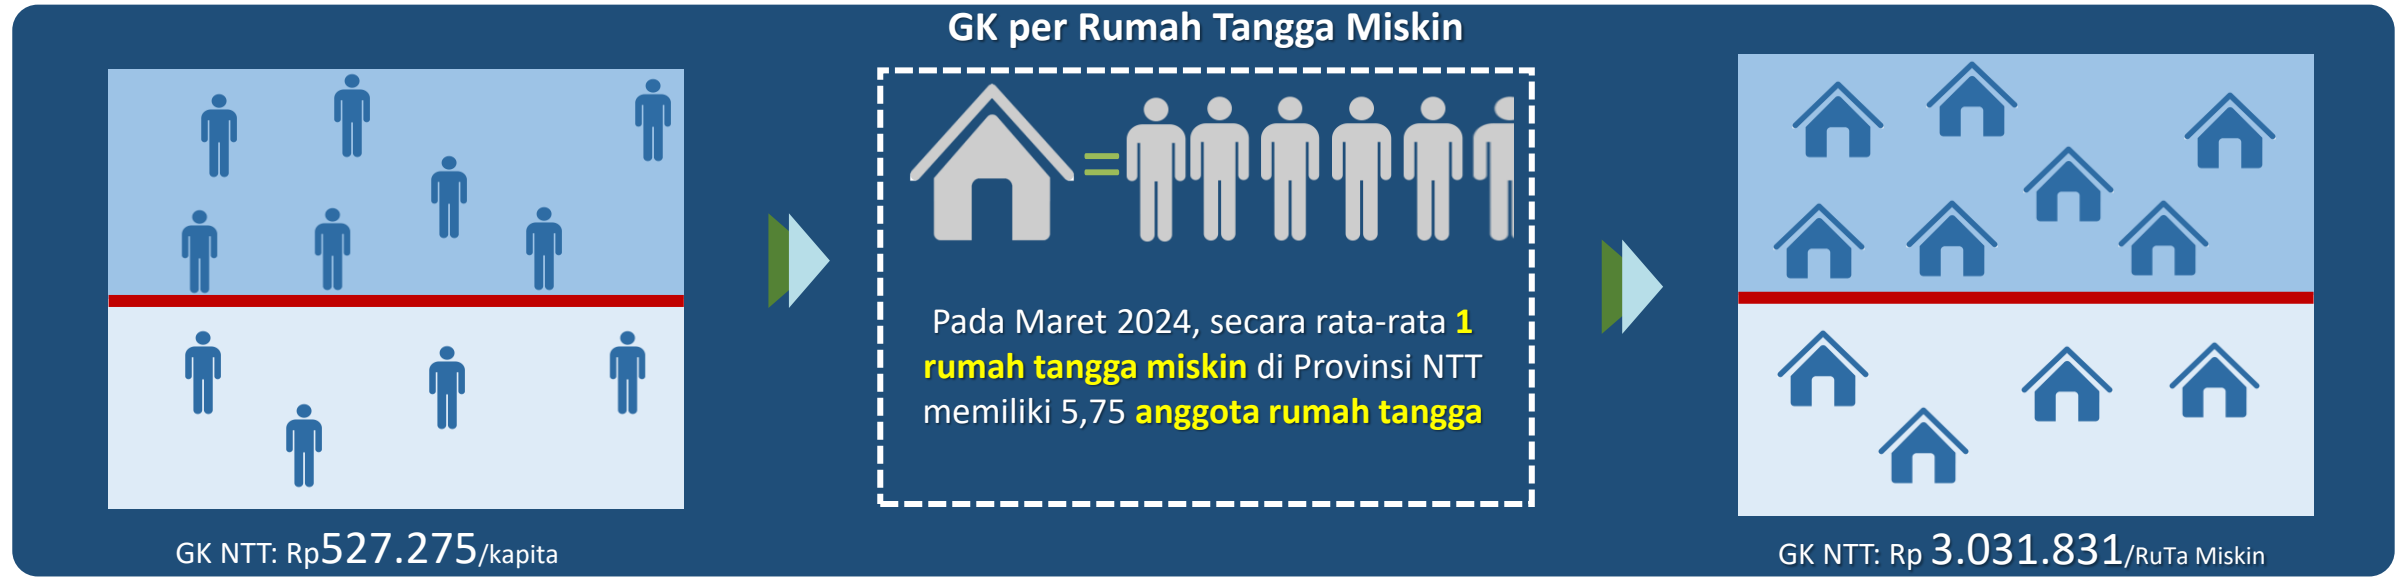 GK per Rumah Tangga Miskin
Pada Maret 2024, secara rata-rata 1
rumah tangga miskin di Provinsi NTT
memiliki 5,75 anggota rumah tangga
GK NTT: Rp527.275/kapita
GK NTT: Rp 3.031.831/RuTa Miskin